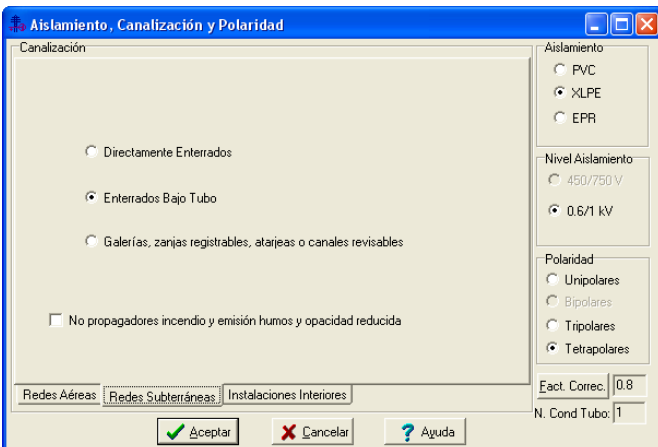 Aislamiento, Canalización y Polaridad
Canalización
Directamente Enterrados
Enterrados Bajo Tubo
Galerías, zanjas registrables, atarjeas o canales revisables
No propagadores incendio y emisión humos y opacidad reducida
Redes Aéreas Redes Subterráneas Instalaciones Interiores
Aislamiento
PVC
XLPE
EPR
Nivel Aislamiento
450/750 V
0.6/1 kV
Polaridad
Unipolares
Bipolares
Tripolares
Tetrapolares
Fact. Correc. 0.8
N. Cond Tubo: 1
Aceptar Cancelar Ayuda